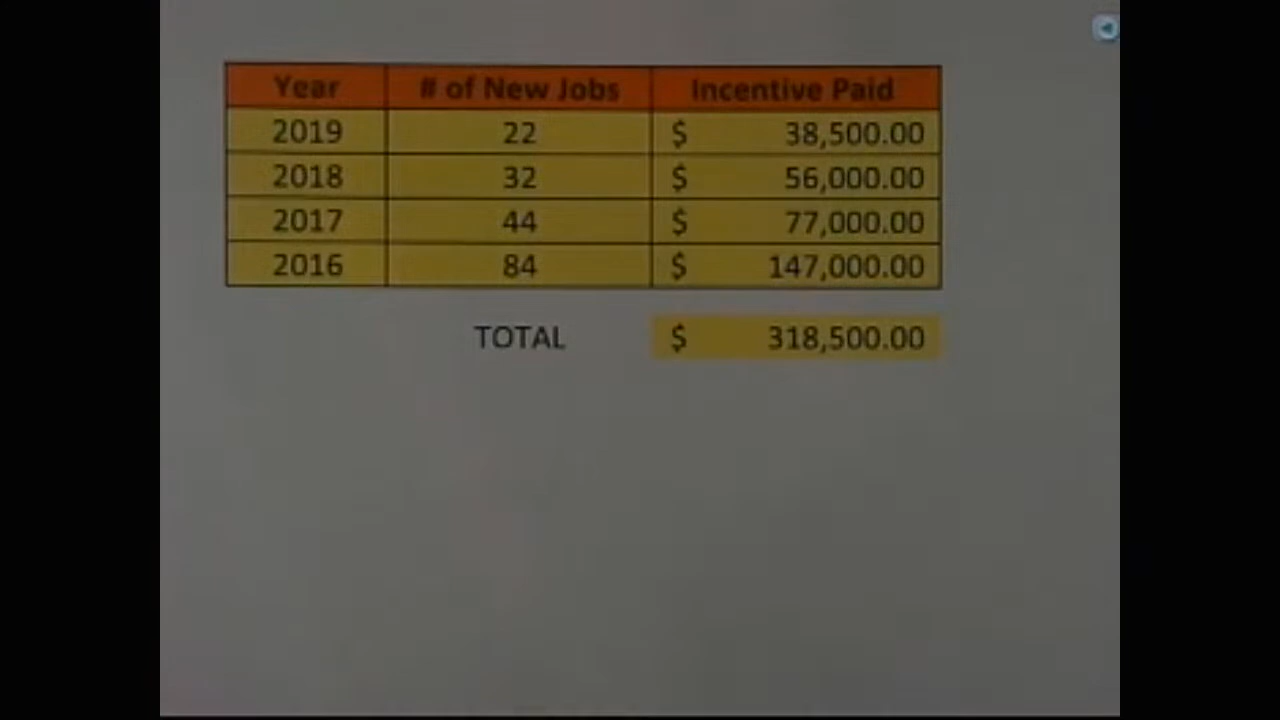 Year # of New Jobs Incentive Paid
2019 22 $ 38,500.00
2018 32 $ 56,000.00
2017 44 $ 77,000.00
2016 84 $ 147,000.00
TOTAL $ 318,500.00